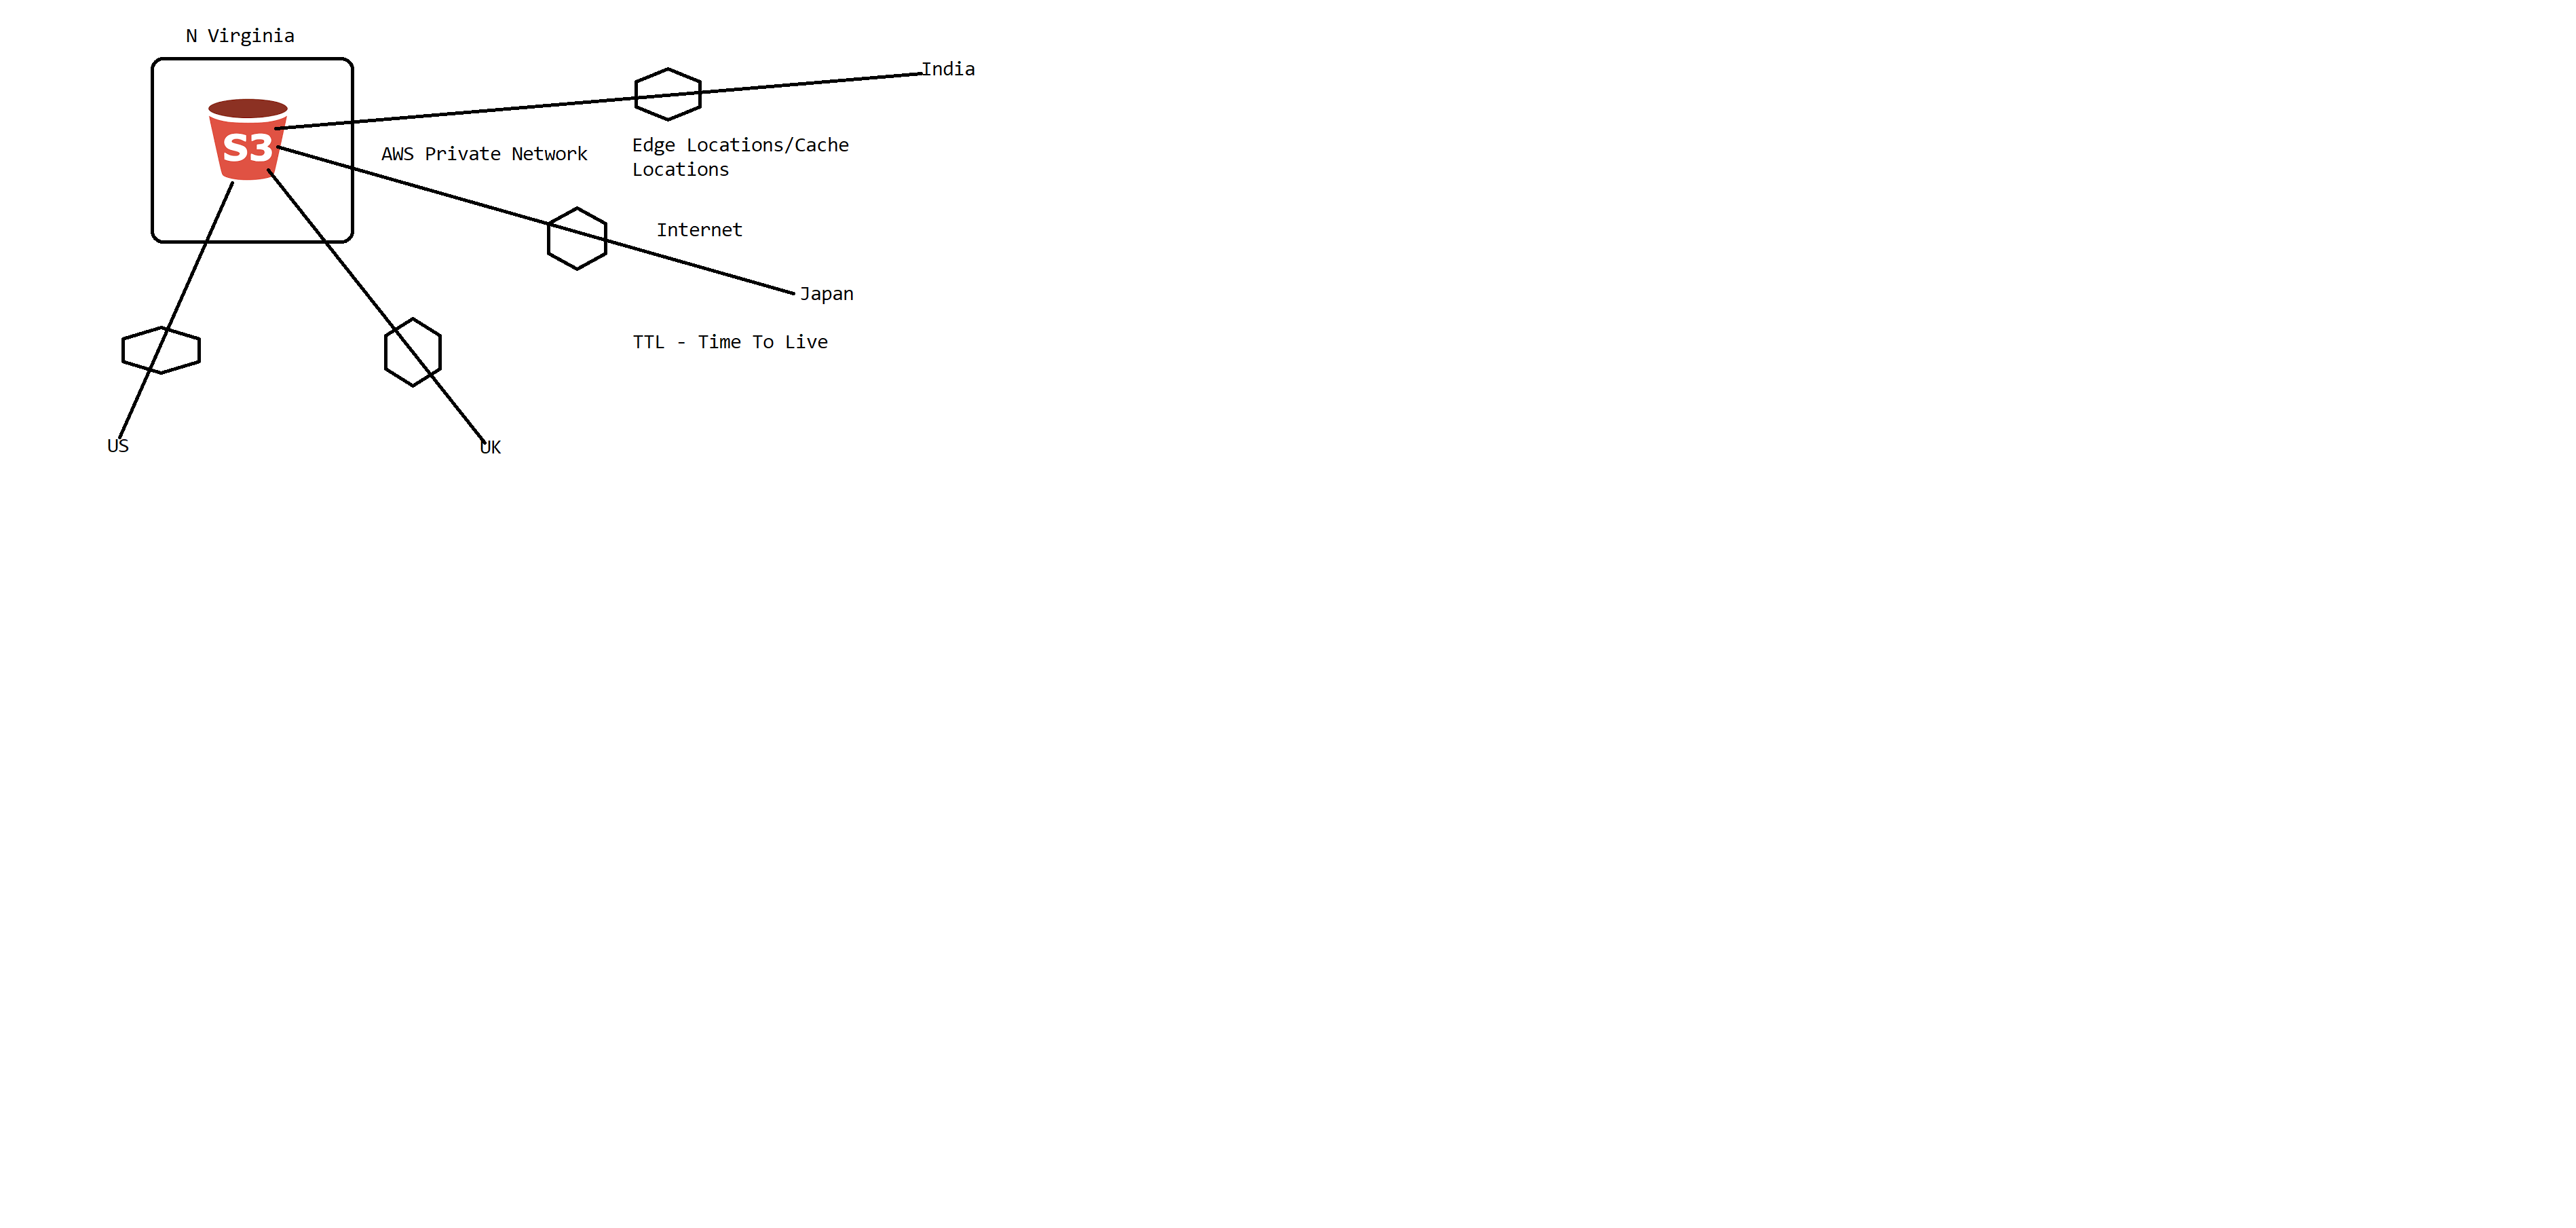 N Virginia
India
S3
AWS Private Network
Edge Locations/Cache
Locations
Internet
Japan
TTL - Time To Live
US
UK